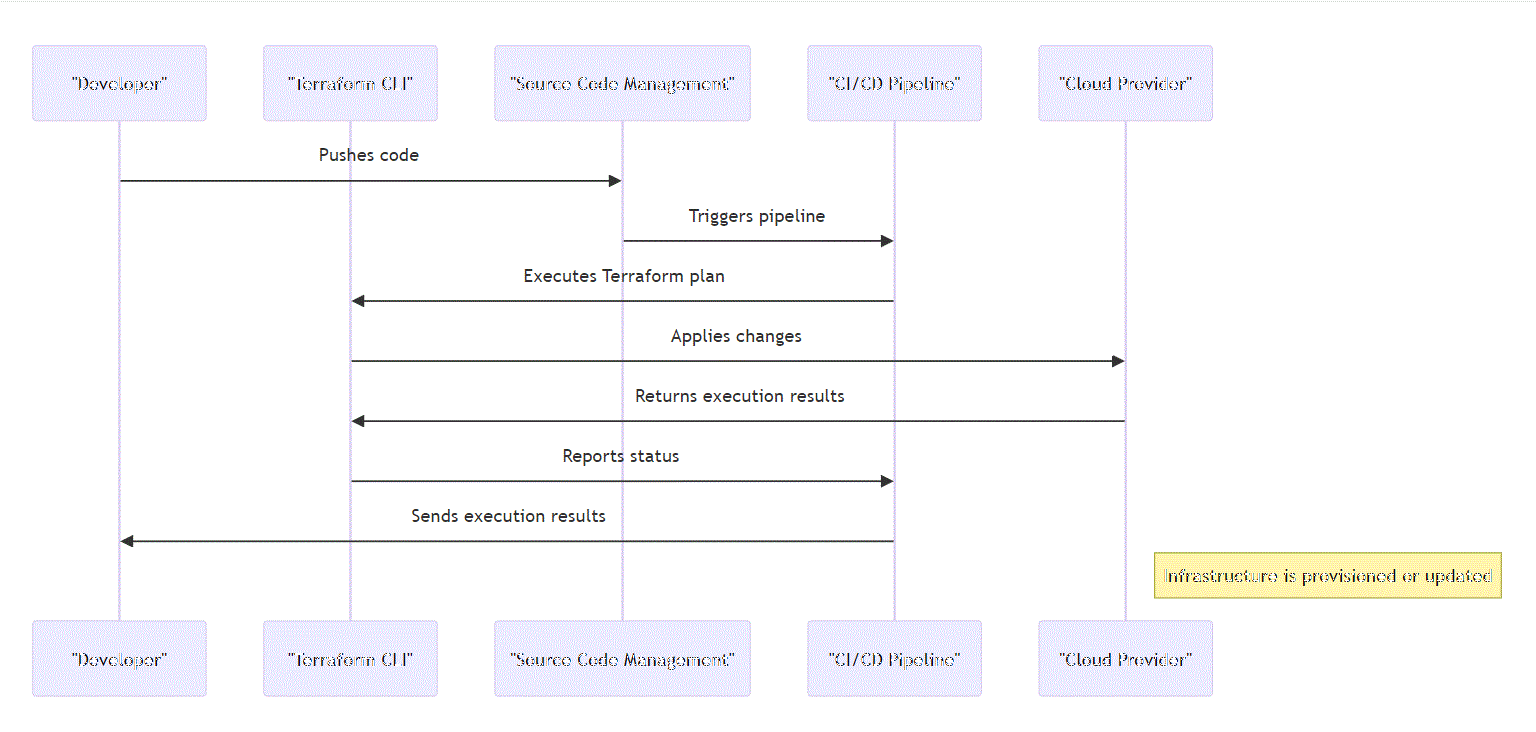 "Developer"
"Terraform CLI"
"Source Code Management"
"CI/CD Pipeline"
"Cloud Provider"
Pushes code
Triggers pipeline
Executes Terraform plan
Applies changes
Returns execution results
Reports status
Sends execution results
Infrastructure is provisioned or updated
"Developer"
"Terraform CLI"
"Source Code Management"
"CI/CD Pipeline"
"Cloud Provider"